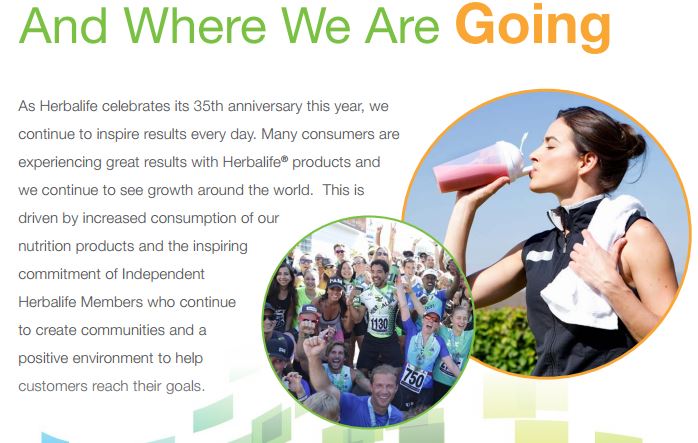 And Where We Are Going
As Herbalife celebrates its 35th anniversary this year, we
continue to inspire results every day. Many consumers are
experiencing great results with Herbalife® products and
we continue to see growth around the world. This is
driven by increased consumption of our
nutrition products and the inspiring
commitment of Independent
Herbalife Members who continue
to create communities and a
positive environment to help
customers reach their goals.
1130
750